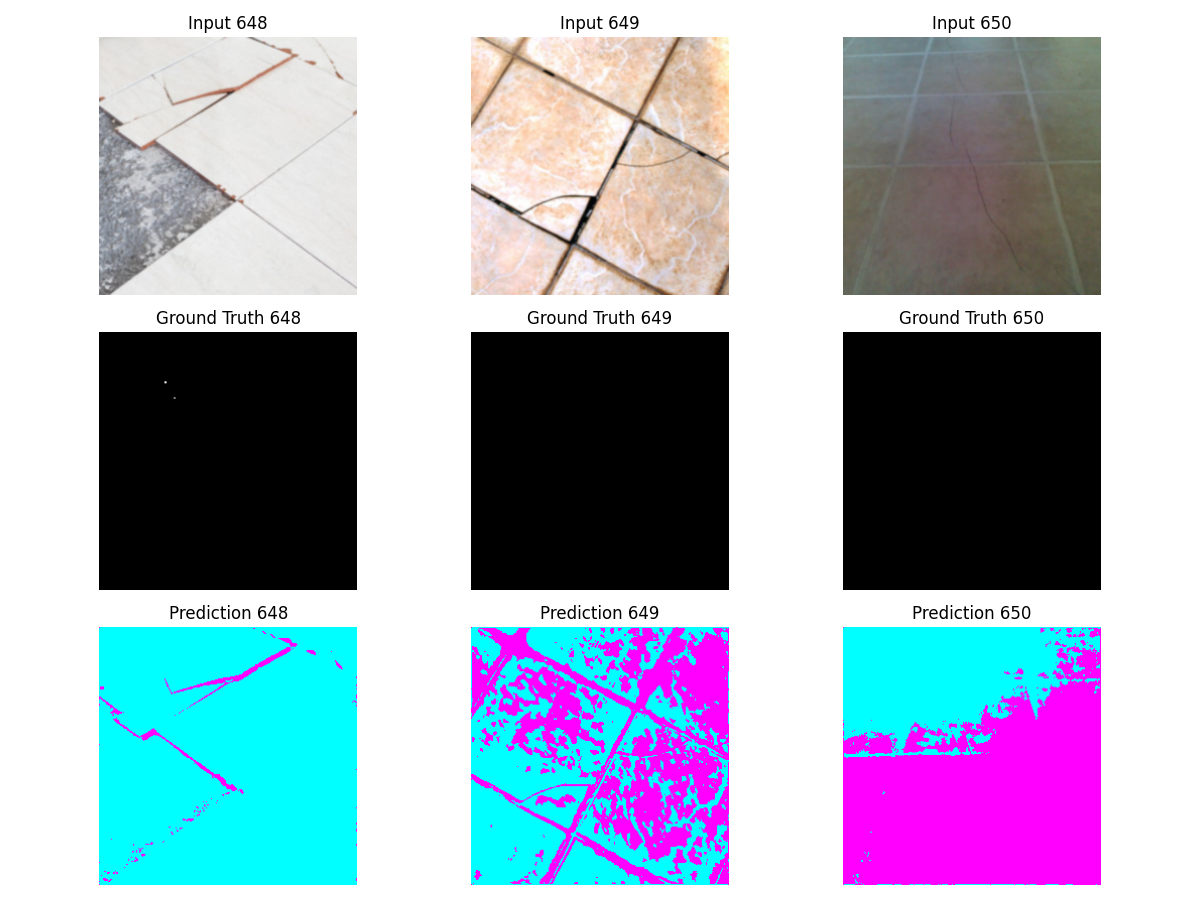 Input 648
Input 649
Input 650
Ground Truth 648
Ground Truth 649
Ground Truth 650
Prediction 648
Prediction 649
Prediction 650